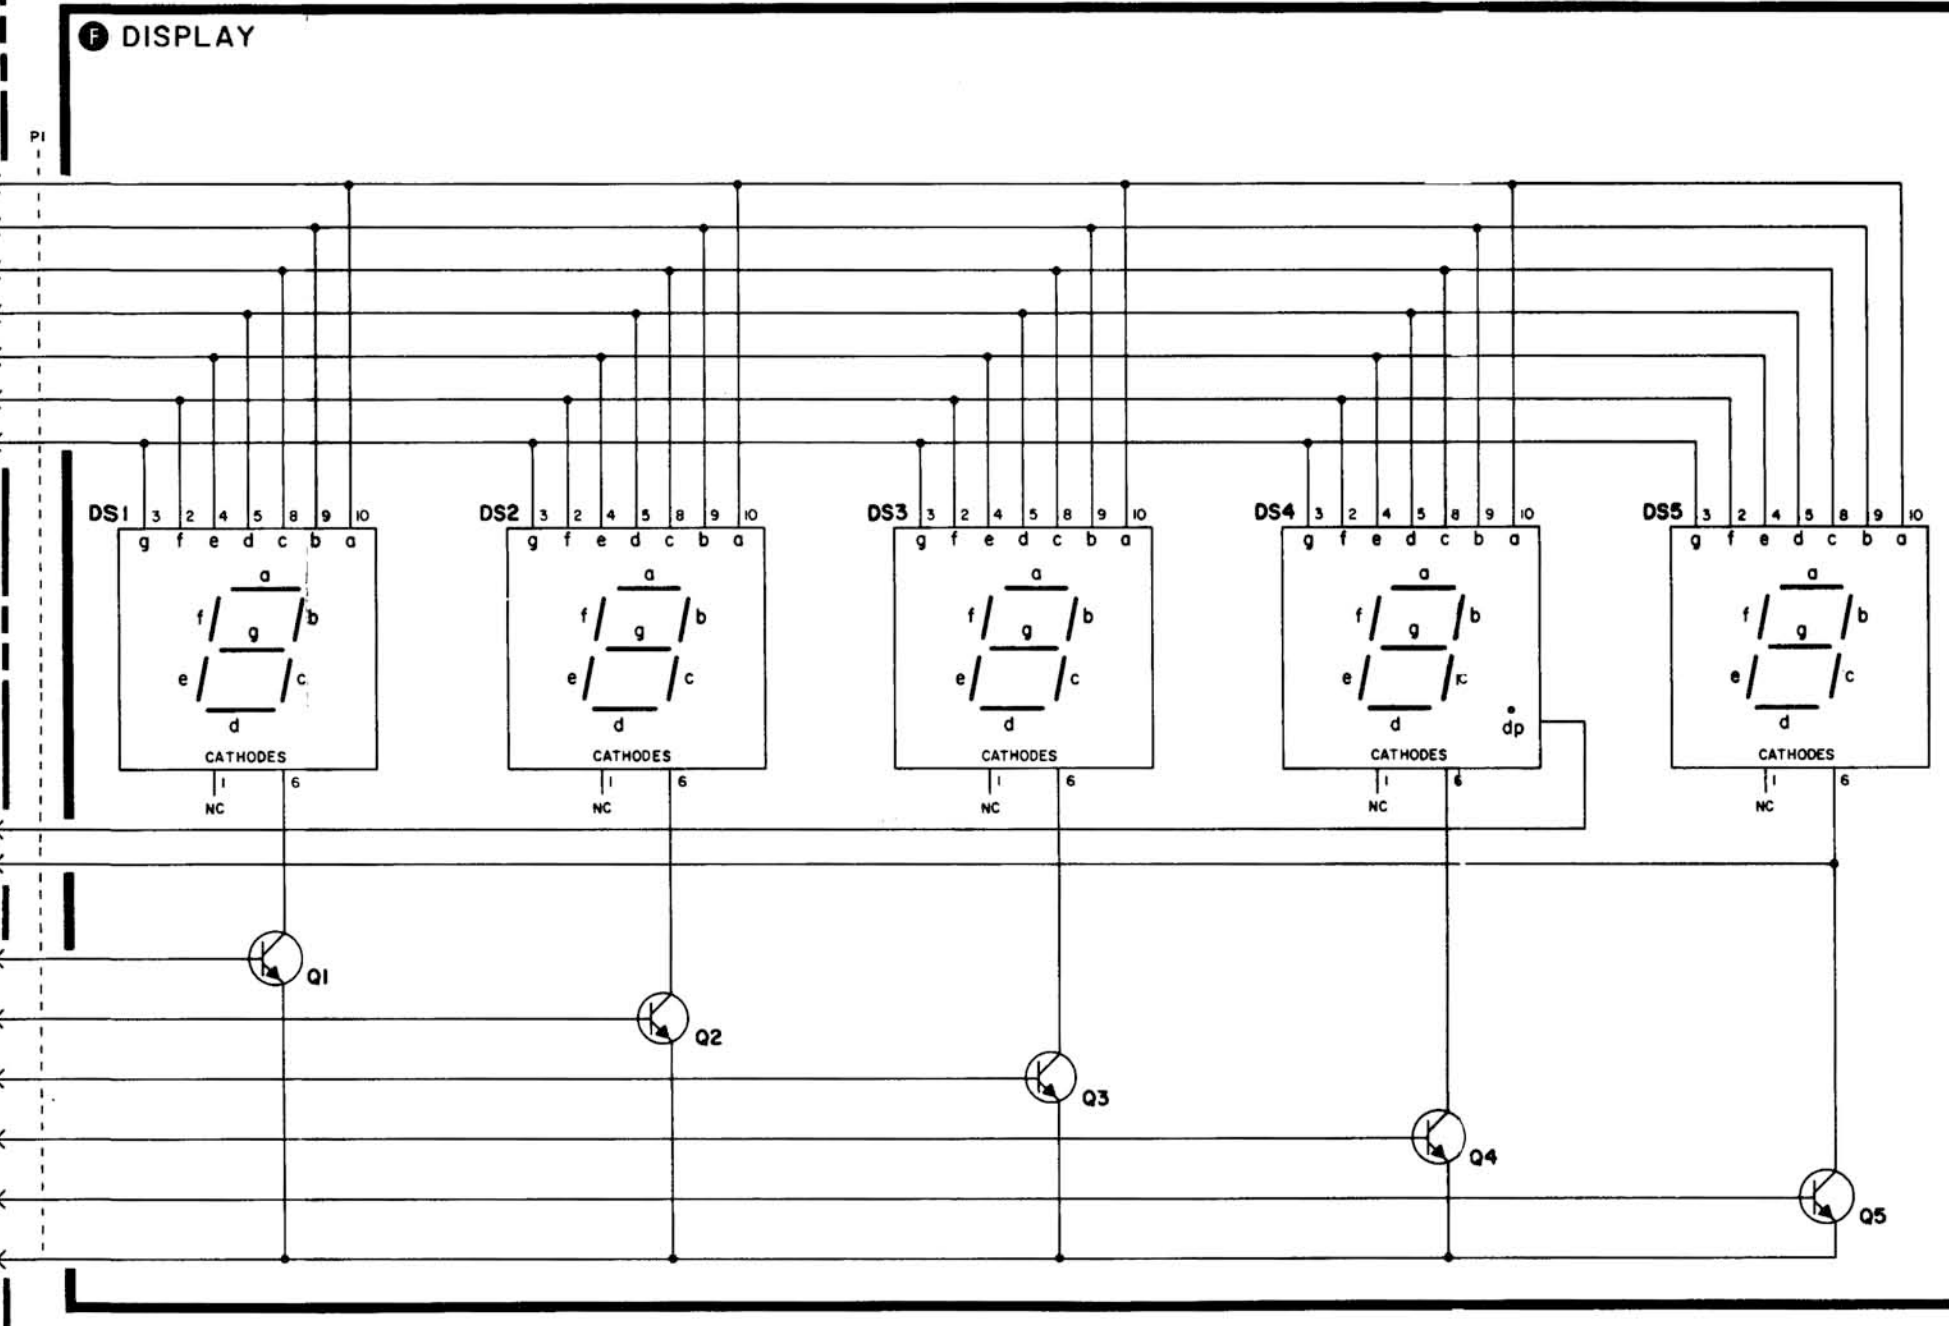 F DISPLAY
P1
DS1 3 2 4 5 8 9 10 DS2 3 2 4 5 8 9 10 DS3 3 2 4 5 8 9 10 DS4 3 2 4 5 8 9 10 DS5 3 2 4 5 8 9 10
g f e d c b a g f e d c b a g f e d c b a g f e d c b a g f e d c b a
a a a a a
f b f b f b f b f b
g g g g g
e c e c e c e c e c
d d d d dp d
CATHODES CATHODES CATHODES CATHODES CATHODES
1 6 1 6 1 6 1 6 1 6
NC NC NC NC NC
Q1
Q2
Q3
Q4
Q5